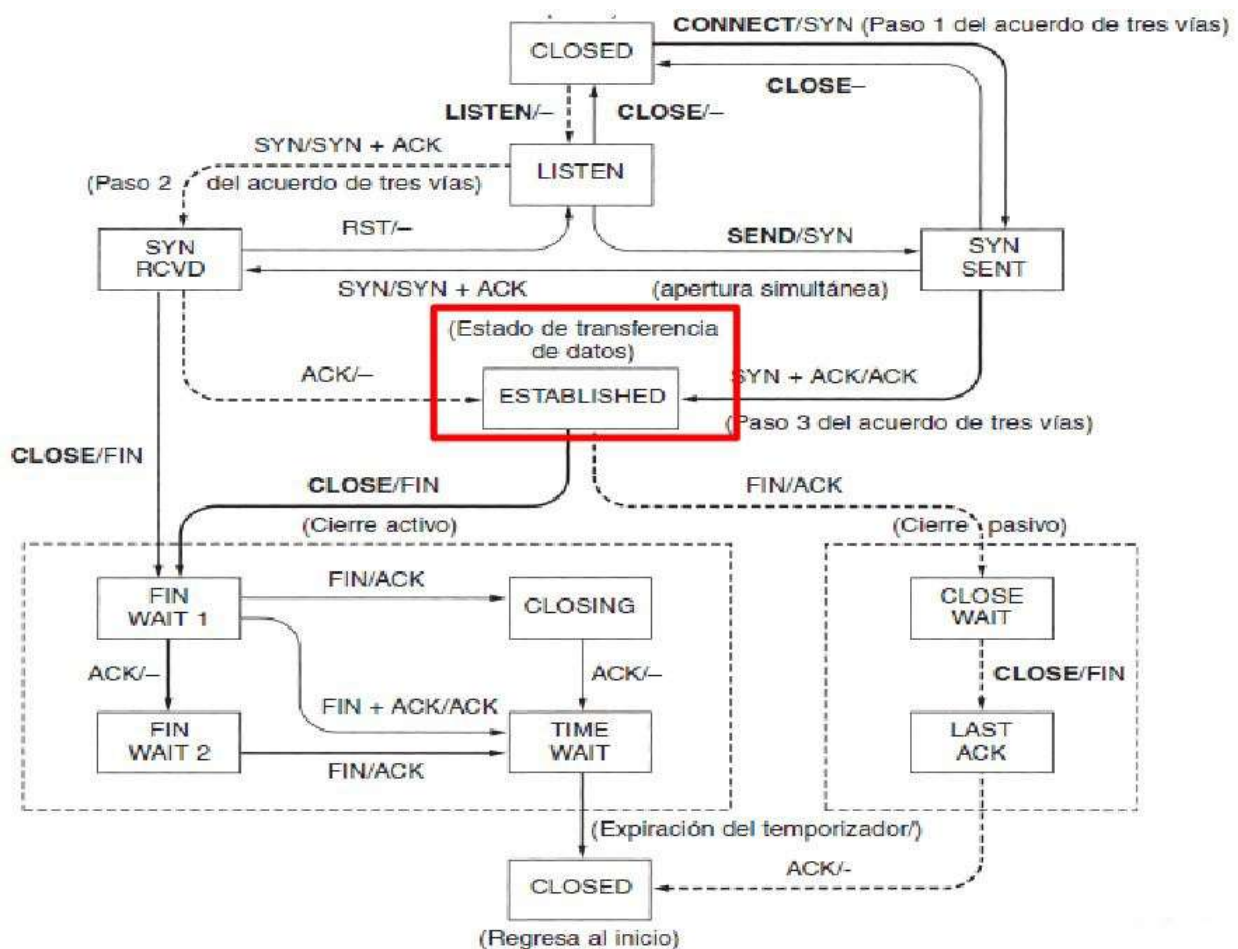 CONNECT/SYN (Paso 1 del acuerdo de tres vías)
CLOSED
CLOSE–
LISTEN/–
CLOSE/–
SYN/SYN + ACK
LISTEN
(Paso 2 del acuerdo de tres vías)
RST/–
SEND/SYN
SYN
RCVD
SYN
SENT
SYN/SYN + ACK
(apertura simultánea)
(Estado de transferencia
de datos)
ACK/–
ESTABLISHED
SYN + ACK/ACK
(Paso 3 del acuerdo de tres vías)
CLOSE/FIN
CLOSE/FIN
FIN/ACK
(Cierre activo)
(Cierre pasivo)
FIN
WAIT 1
FIN/ACK
CLOSING
CLOSE
WAIT
ACK/–
ACK/–
CLOSE/FIN
FIN + ACK/ACK
FIN
WAIT 2
TIME
WAIT
LAST
ACK
FIN/ACK
(Expiración del temporizador/)
ACK/-
CLOSED
(Regresa al inicio)